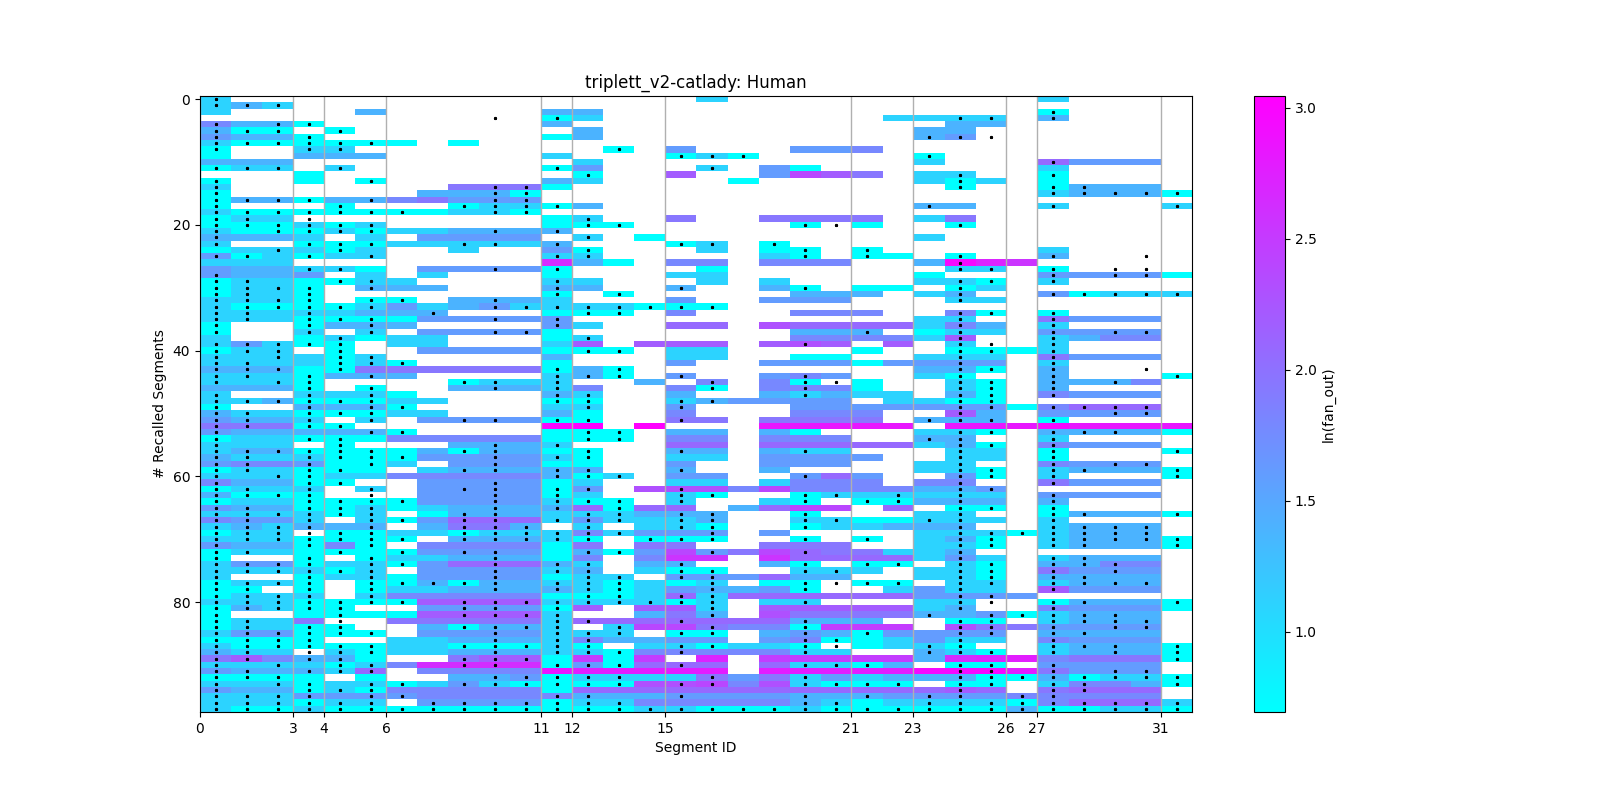 triplett_v2-catlady: Human
0
20
40
60
80
# Recalled Segments
0 3 4 6 11 12 15 21 23 26 27 31
Segment ID
3.0
2.5
2.0
1.5
1.0
ln(fan_out)